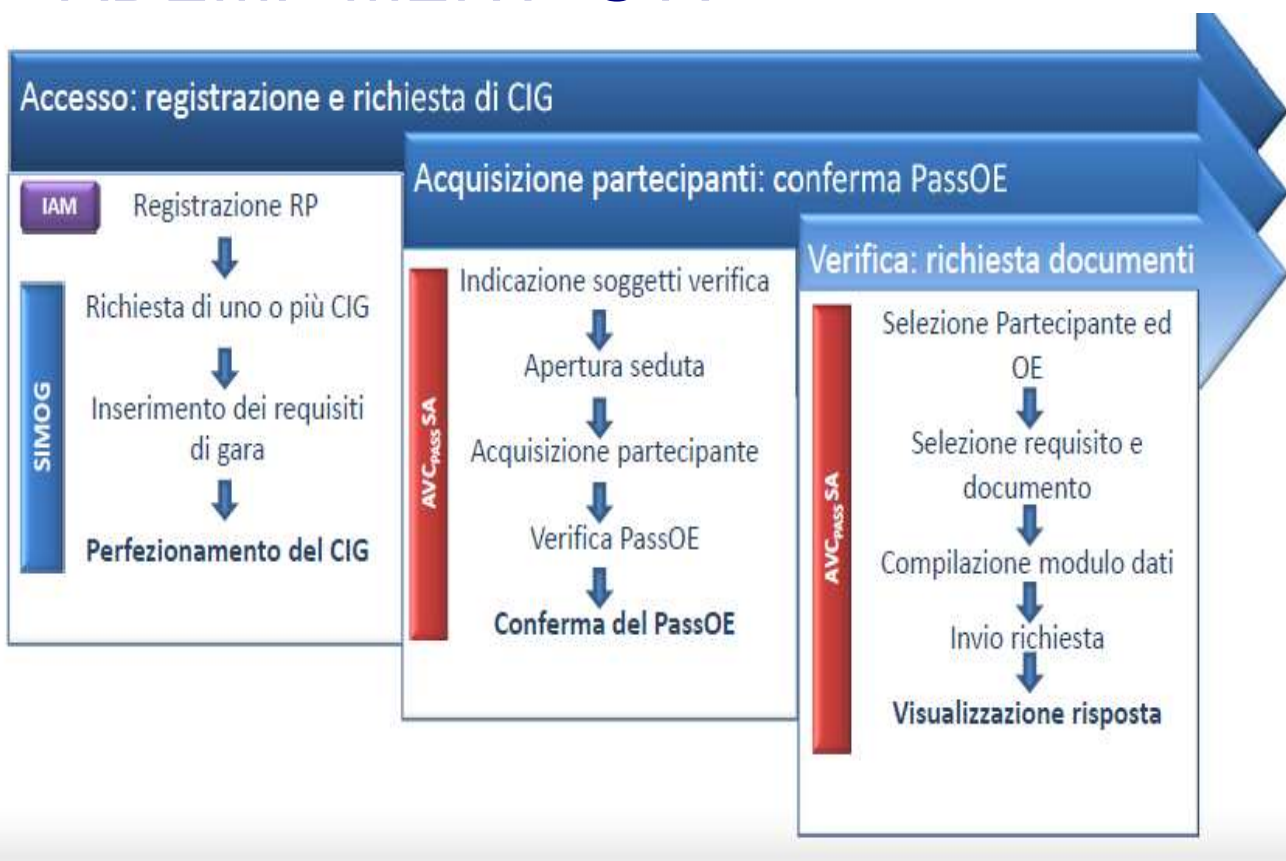 Accesso: registrazione e richiesta di CIG
IAM
Registrazione RP
SIMOG
Richiesta di uno o più CIG
Inserimento dei requisiti
di gara
Perfezionamento del CIG
Acquisizione partecipanti: conferma PassOE
AVCPASS SA
Indicazione soggetti verifica
Apertura seduta
Acquisizione partecipante
Verifica PassOE
Conferma del PassOE
Verifica: richiesta documenti
AVCPASS SA
Selezione Partecipante ed
OE
Selezione requisito e
documento
Compilazione modulo dati
Invio richiesta
Visualizzazione risposta